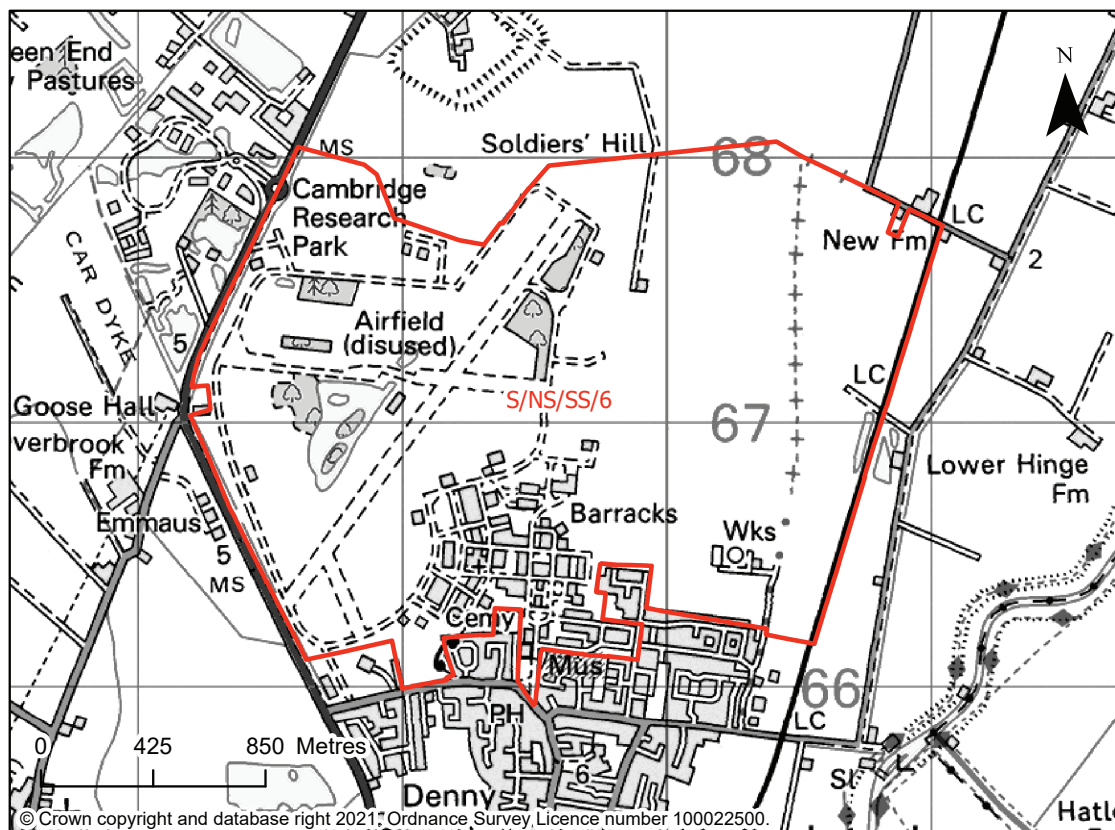 een End
Pastures
MS
Soldiers' Hill
68
N
Cambridge
Research
Park
LC
New Fm
2
CAR DYKE
5
Airfield
(disused)
LC
S/NS/SS/6
Goose Hall
67
verbrook
Fm
Lower Hinge
Fm
Emmaus
Barracks
Wks
5
MS
Cemy
Mus
66
PH
LC
0 425 850 Metres
6
Sl
Denny
Hatl
© Crown copyright and database right 2021, Ordnance Survey Licence number 100022500.